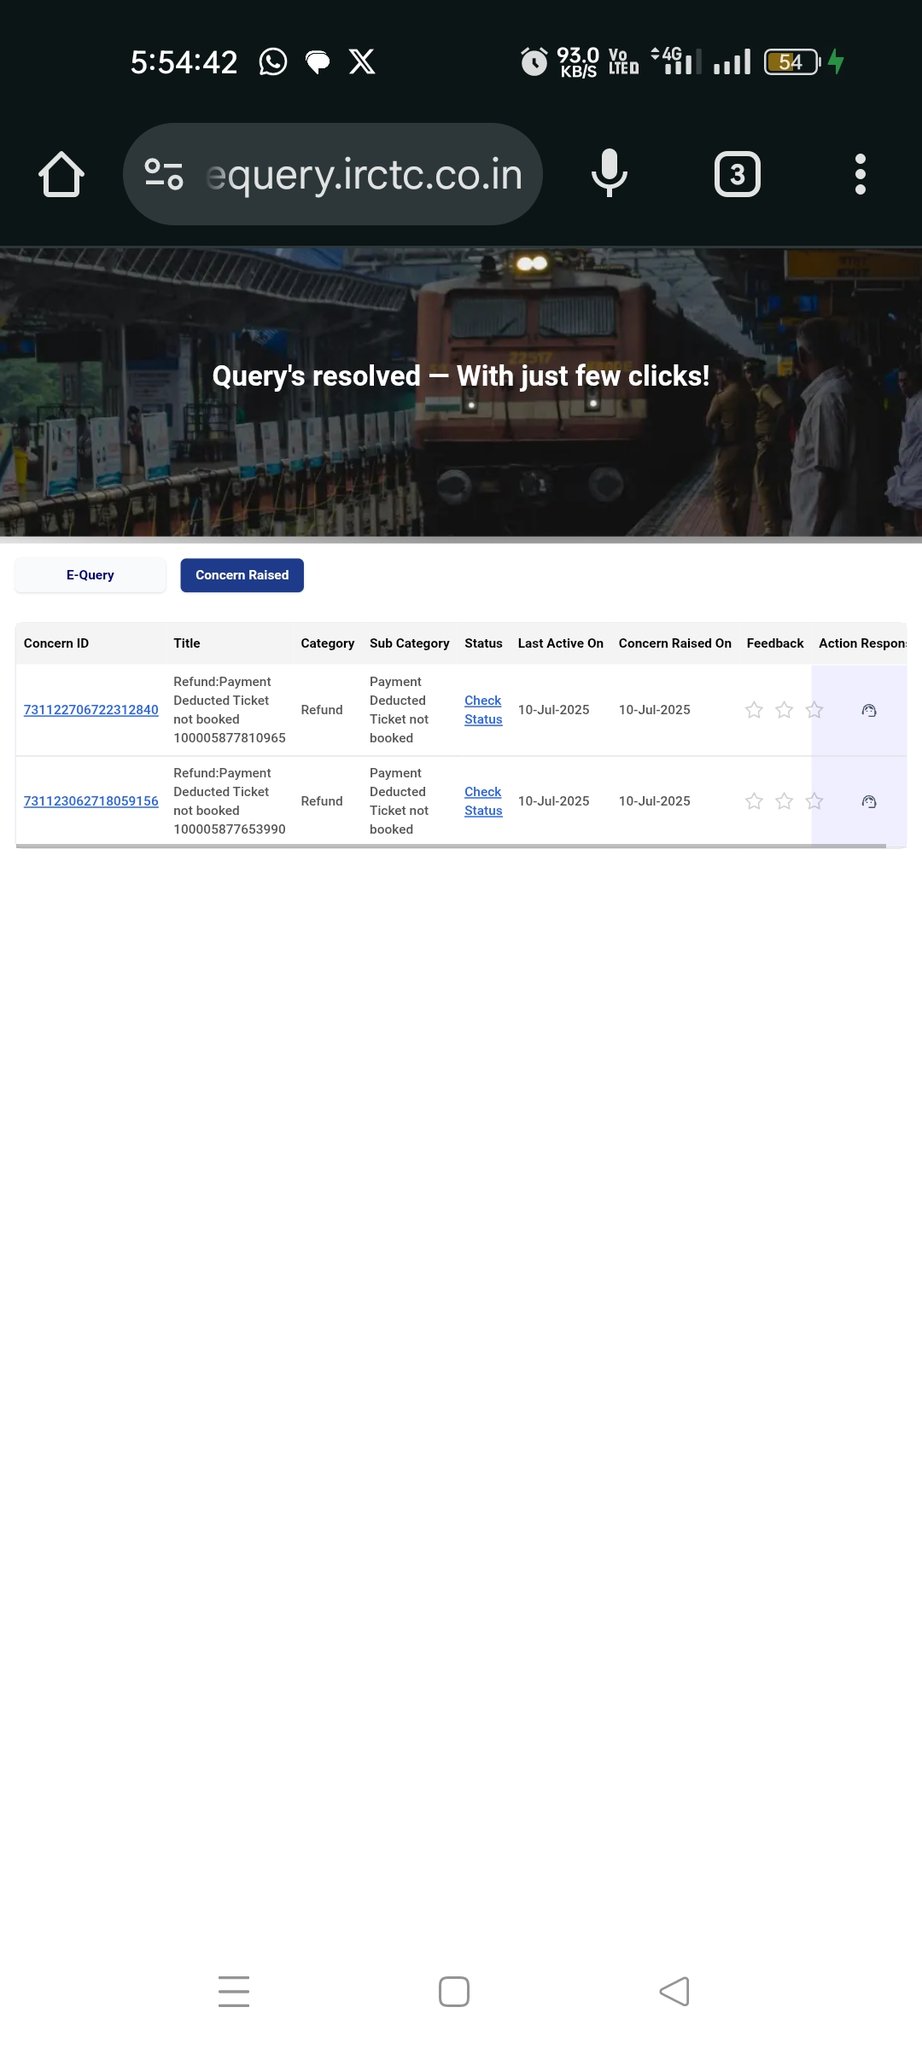 5:54:42
93.0
KB/S
Vo
LTE
4G
54
equery.irctc.co.in
3
22517
Query's resolved — With just few clicks!
E-Query
Concern Raised
Concern ID Title Category Sub Category Status Last Active On Concern Raised On Feedback Action Respon
731122706722312840
Refund:Payment
Deducted Ticket
not booked
100005877810965
Refund
Payment
Deducted
Ticket not
booked
Check
Status
10-Jul-2025
10-Jul-2025
731123062718059156
Refund:Payment
Deducted Ticket
not booked
100005877653990
Refund
Payment
Deducted
Ticket not
booked
Check
Status
10-Jul-2025
10-Jul-2025